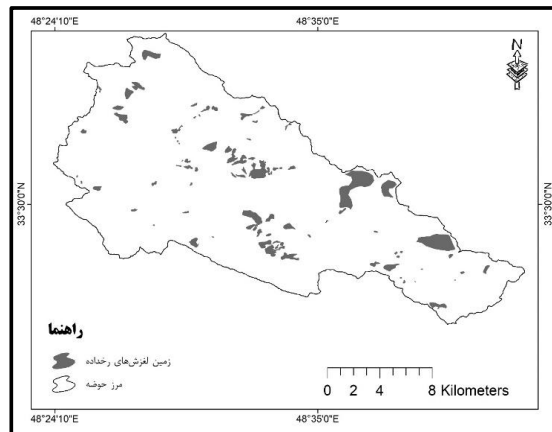 48°24'10"E 48°35'0"E
N
33°30'0"N 33°30'0"N
راهنما
زمین لغزش‌های رخداده
مرز حوضه
0 2 4 8 Kilometers
48°24'10"E 48°35'0"E